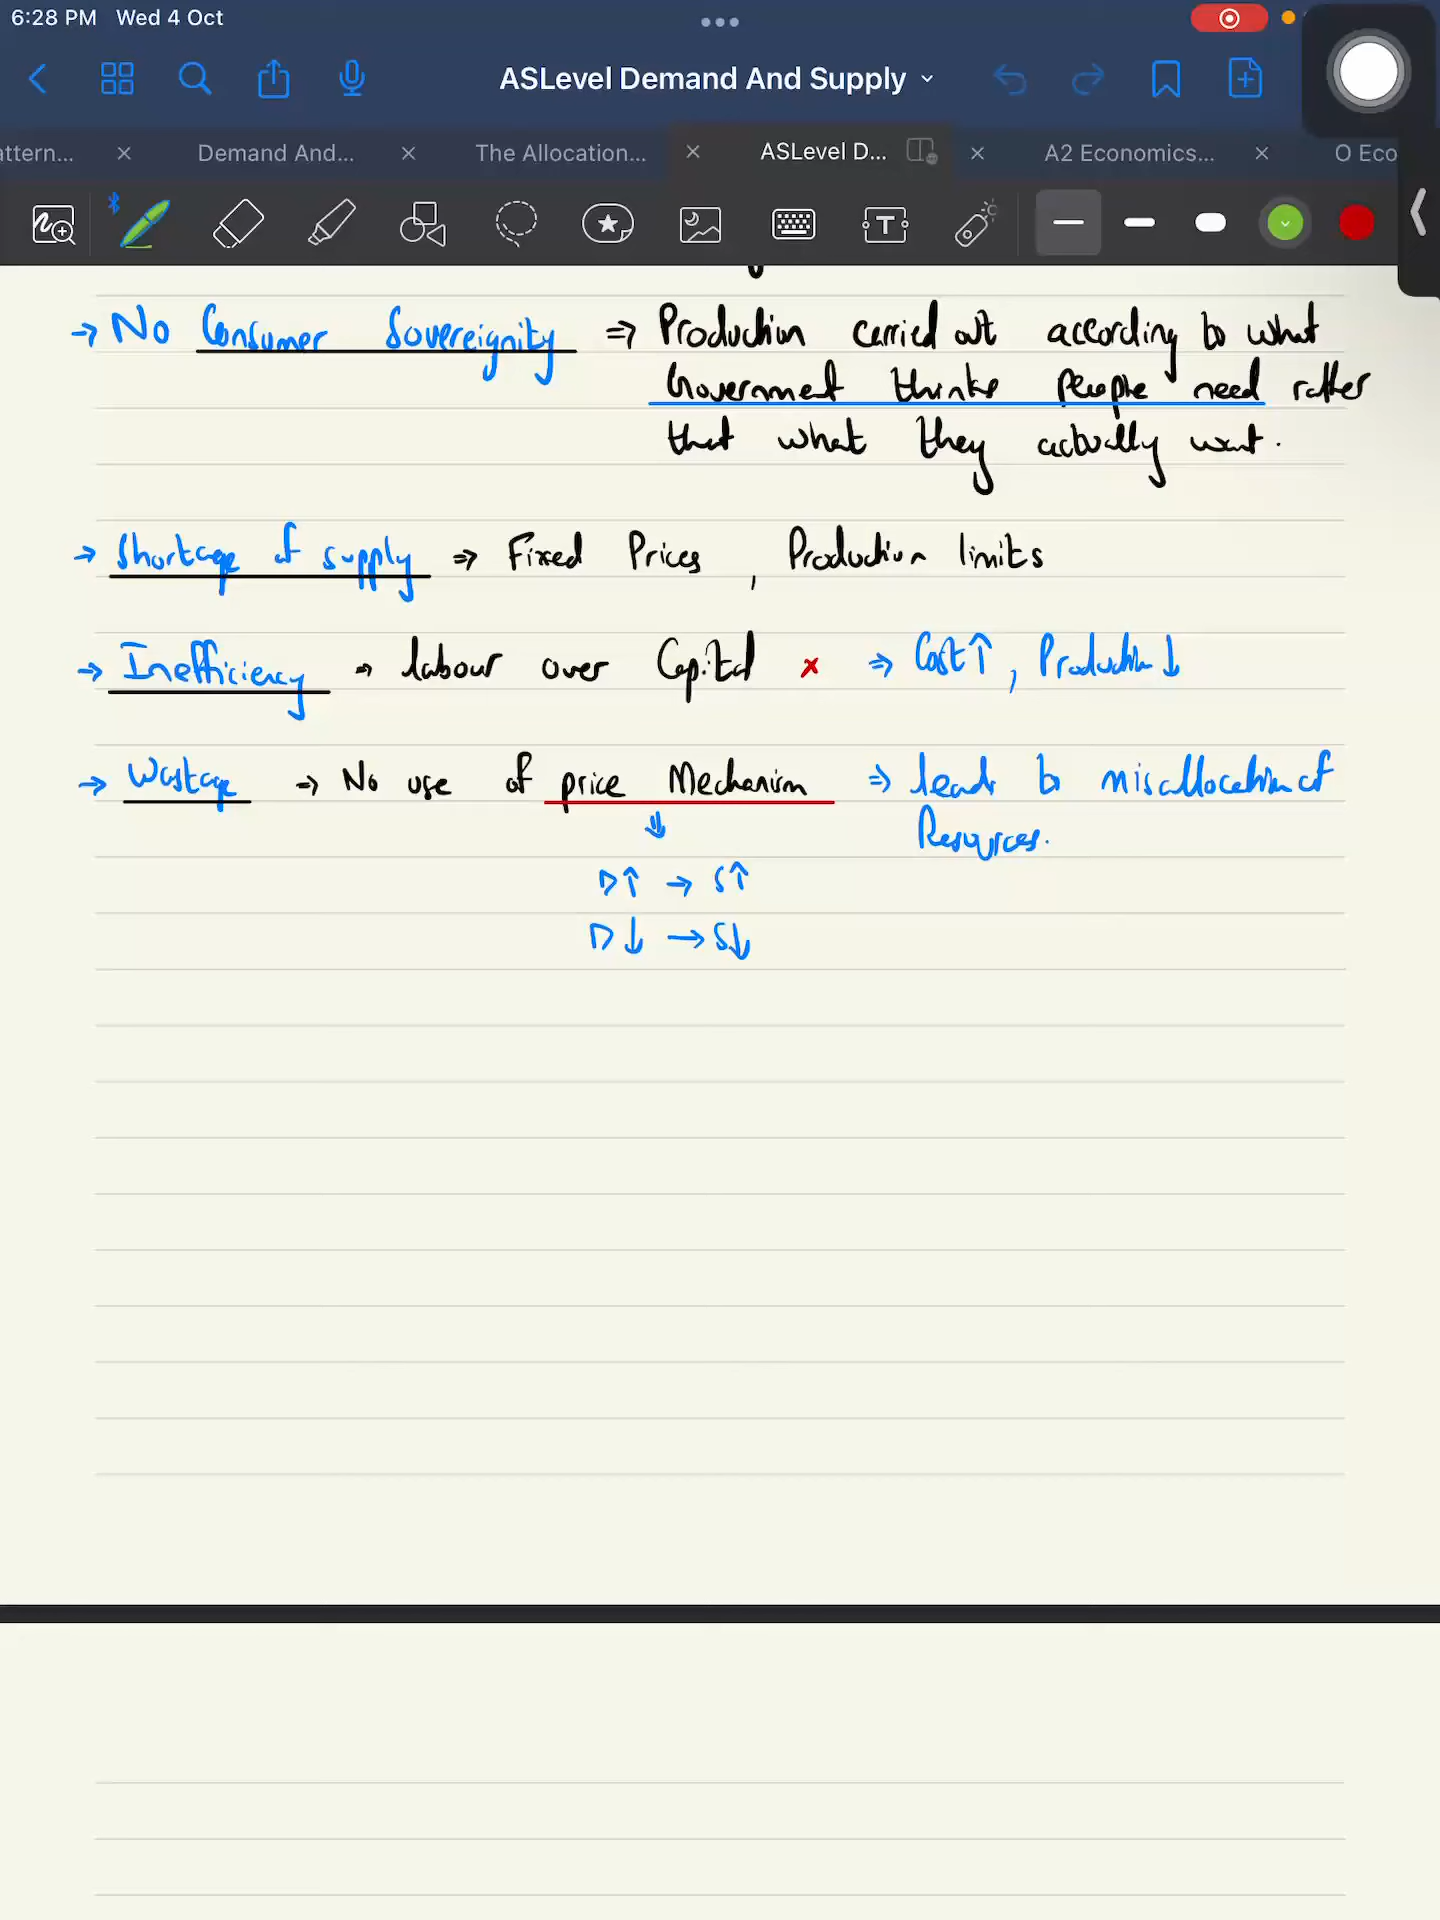 6:28 PM Wed 4 Oct
ASLevel Demand And Supply
attern...
Demand And...
The Allocation...
ASLevel D...
A2 Economics...
O Eco
T
→ No Consumer Sovereignity ⇒ Production carried out according to what
Government thinks people need rather
that what they actually want.
→ Shortage of supply ⇒ Fixed Prices, Production limits
→ Inefficiency → labour over Capital x ⇒ Cost↑, Production↓
→ Wastage → No use of price Mechanism ⇒ leads to misallocation of
Resources.
⇓
D↑ → S↑
D↓ → S↓